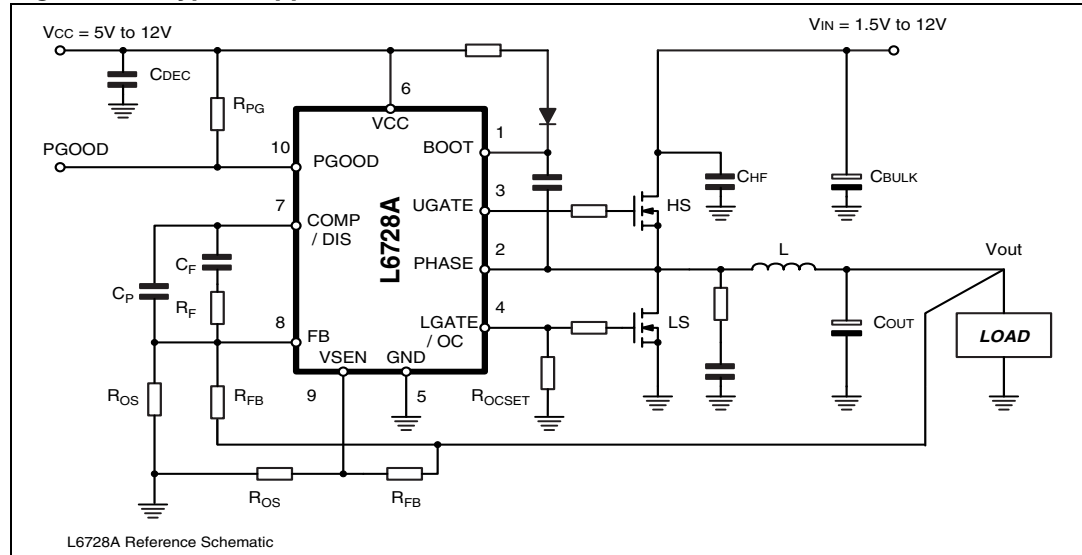 VCC = 5V to 12V
VIN = 1.5V to 12V
CDEC
6
RPG
VCC
1
BOOT
PGOOD
10
PGOOD
CHF
CBULK
3
UGATE
HS
7
COMP
/ DIS
L6728A
2
PHASE
L
Vout
CF
CP
RF
4
LGATE
/ OC
LS
COUT
LOAD
8
FB
VSEN
GND
ROS
RFB
9
5
ROCSET
ROS
RFB
L6728A Reference Schematic